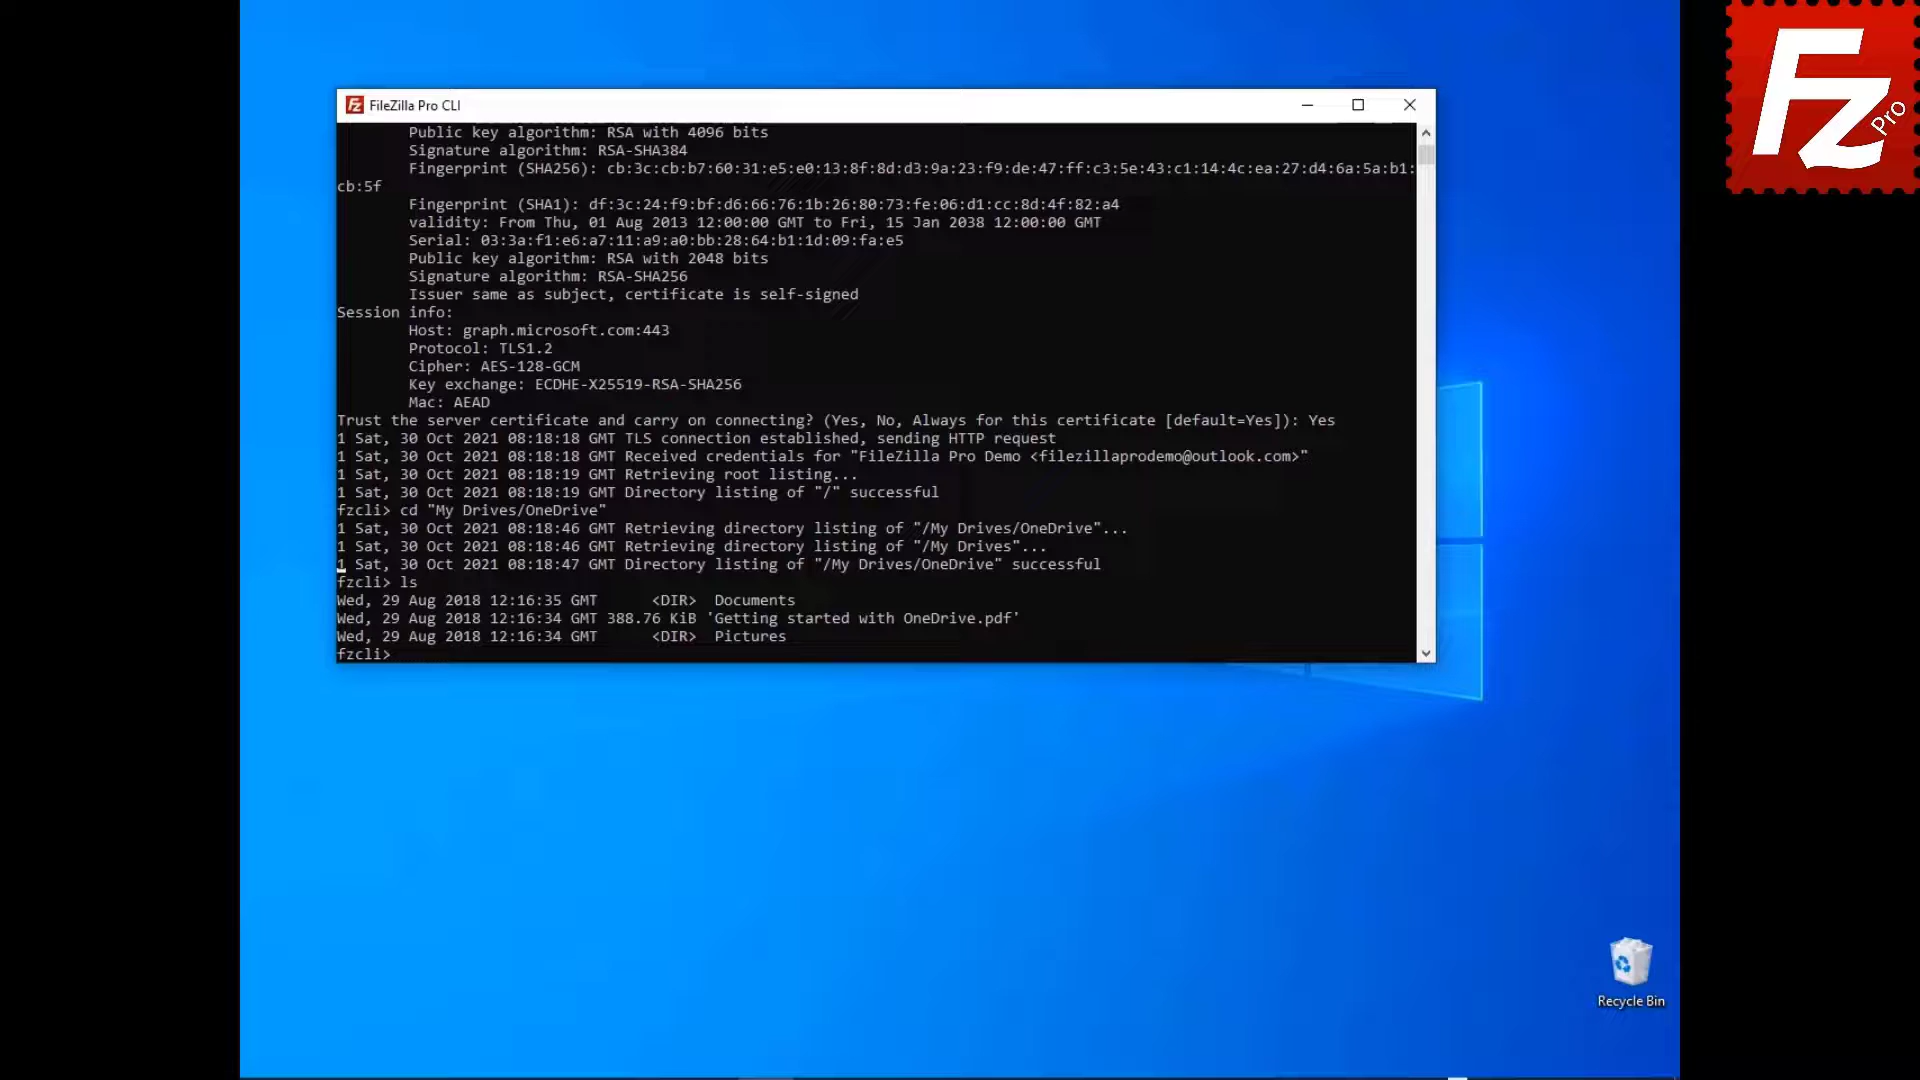 FileZilla Pro CLI
Public key algorithm: RSA with 4096 bits
Signature algorithm: RSA-SHA384
Fingerprint (SHA256): cb:3c:cb:b7:60:31:e5:e0:13:8f:8d:d3:9a:23:f9:de:47:ff:c3:5e:43:c1:14:4c:ea:27:d4:6a:5a:b1:
cb:5f
Fingerprint (SHA1): df:3c:24:f9:bf:d6:66:76:1b:26:80:73:fe:06:d1:cc:8d:4f:82:a4
validity: From Thu, 01 Aug 2013 12:00:00 GMT to Fri, 15 Jan 2038 12:00:00 GMT
Serial: 03:3a:f1:e6:a7:11:a9:a0:bb:28:64:b1:1d:09:fa:e5
Public key algorithm: RSA with 2048 bits
Signature algorithm: RSA-SHA256
Issuer same as subject, certificate is self-signed
Session info:
Host: graph.microsoft.com:443
Protocol: TLS1.2
Cipher: AES-128-GCM
Key exchange: ECDHE-X25519-RSA-SHA256
Mac: AEAD
Trust the server certificate and carry on connecting? (Yes, No, Always for this certificate [default=Yes]): Yes
1 Sat, 30 Oct 2021 08:18:18 GMT TLS connection established, sending HTTP request
1 Sat, 30 Oct 2021 08:18:18 GMT Received credentials for "FileZilla Pro Demo <filezillaprodemo@outlook.com>"
1 Sat, 30 Oct 2021 08:18:19 GMT Retrieving root listing...
1 Sat, 30 Oct 2021 08:18:19 GMT Directory listing of "/" successful
fzcli> cd "My Drives/OneDrive"
1 Sat, 30 Oct 2021 08:18:46 GMT Retrieving directory listing of "/My Drives/OneDrive"...
1 Sat, 30 Oct 2021 08:18:46 GMT Retrieving directory listing of "/My Drives"...
1 Sat, 30 Oct 2021 08:18:47 GMT Directory listing of "/My Drives/OneDrive" successful
fzcli> ls
Wed, 29 Aug 2018 12:16:35 GMT <DIR> Documents
Wed, 29 Aug 2018 12:16:34 GMT 388.76 KiB 'Getting started with OneDrive.pdf'
Wed, 29 Aug 2018 12:16:34 GMT <DIR> Pictures
fzcli>
Recycle Bin
Fz Pro